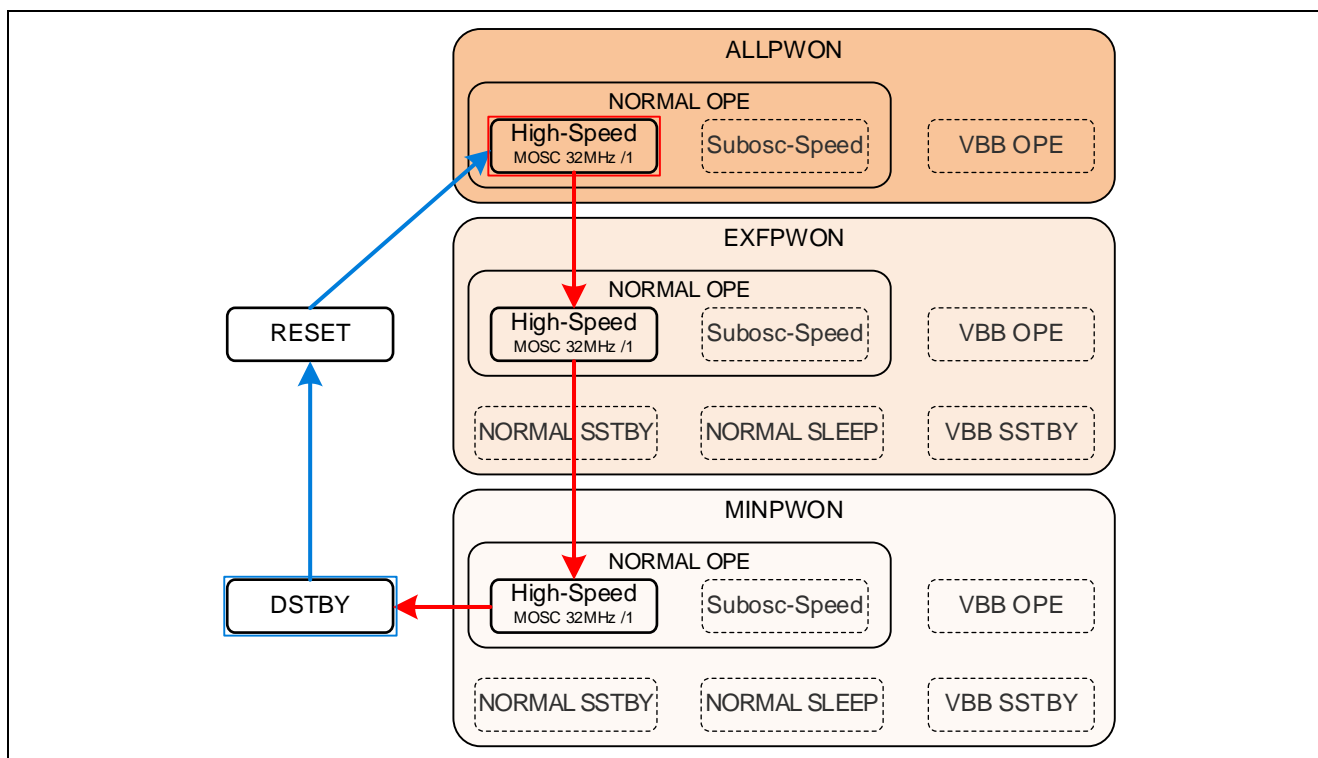 ALLPWON
NORMAL OPE
High-Speed
MOSC 32MHz /1
Subosc-Speed
VBB OPE
EXFPWON
NORMAL OPE
High-Speed
MOSC 32MHz /1
Subosc-Speed
VBB OPE
RESET
NORMAL SSTBY
NORMAL SLEEP
VBB SSTBY
MINPWON
NORMAL OPE
DSTBY
High-Speed
MOSC 32MHz /1
Subosc-Speed
VBB OPE
NORMAL SSTBY
NORMAL SLEEP
VBB SSTBY